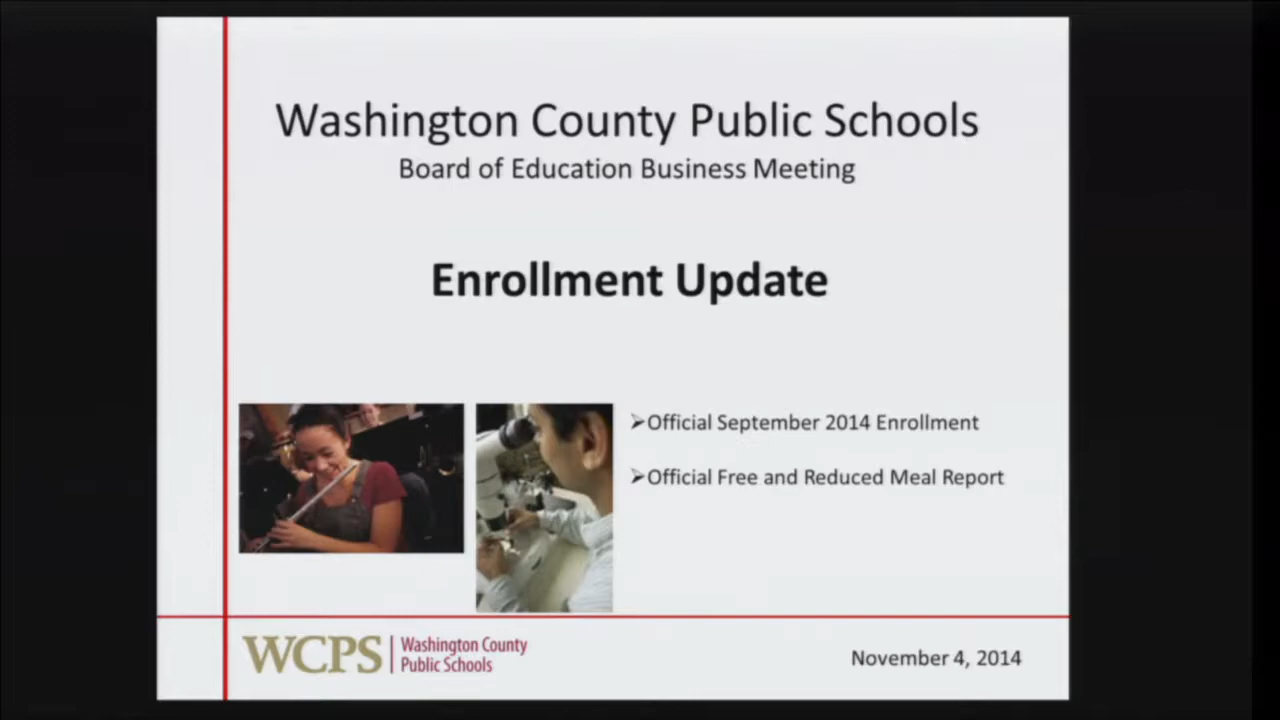 Washington County Public Schools
Board of Education Business Meeting
Enrollment Update
➢Official September 2014 Enrollment
➢Official Free and Reduced Meal Report
WCPS | Washington County
Public Schools
November 4, 2014